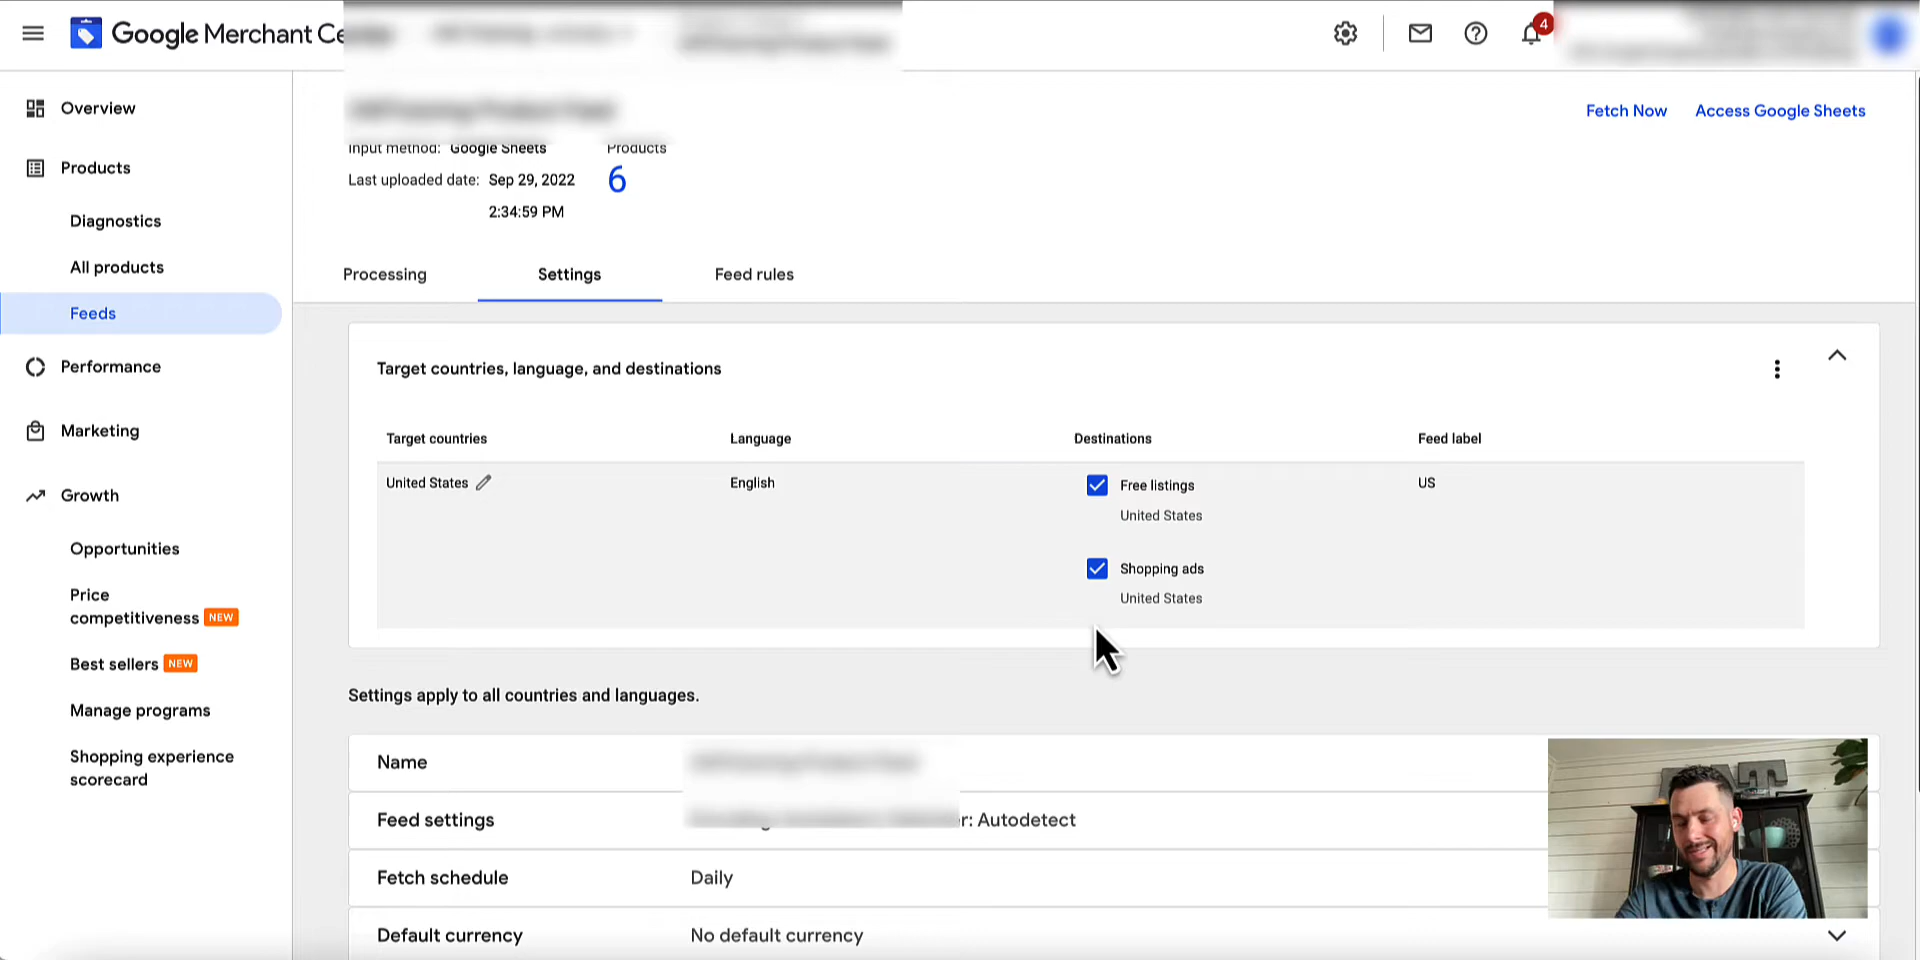 Google Merchant Ce
4
Overview
Products
Diagnostics
All products
Feeds
Performance
Marketing
Growth
Opportunities
Price
competitiveness NEW
Best sellers NEW
Manage programs
Shopping experience
scorecard
Fetch Now Access Google Sheets
Input method: Google Sheets Products
Last uploaded date: Sep 29, 2022 6
2:34:59 PM
Processing Settings Feed rules
Target countries, language, and destinations
Target countries Language Destinations Feed label
United States English Free listings US
United States
Shopping ads
United States
Settings apply to all countries and languages.
Name
Feed settings r: Autodetect
Fetch schedule Daily
Default currency No default currency